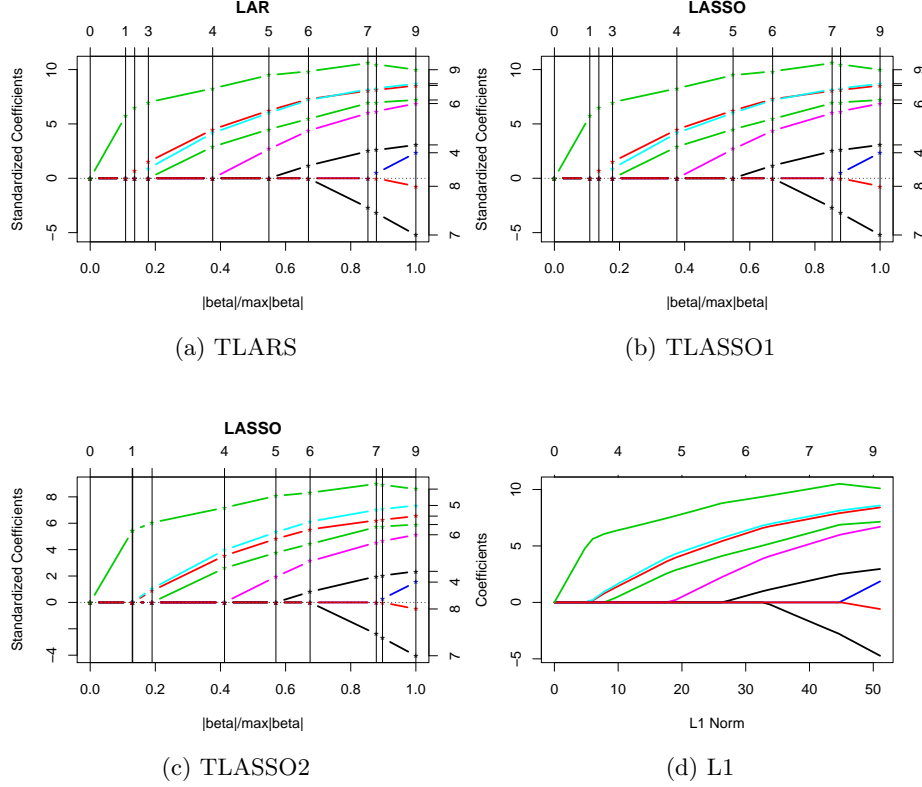 LAR
0 1 3 4 5 6 7 9
Standardized Coefficients
10
5
0
−5
9
6
4
8
7
0.0 0.2 0.4 0.6 0.8 1.0
|beta|/max|beta|
(a) TLARS
LASSO
0 1 3 4 5 6 7 9
Standardized Coefficients
10
5
0
−5
9
6
4
8
7
0.0 0.2 0.4 0.6 0.8 1.0
|beta|/max|beta|
(b) TLASSO1
LASSO
0 1 4 5 6 7 9
Standardized Coefficients
8
6
4
2
0
−4
5
6
4
8
7
0.0 0.2 0.4 0.6 0.8 1.0
|beta|/max|beta|
(c) TLASSO2
0 4 5 6 7 9
Coefficients
10
5
0
−5
0 10 20 30 40 50
L1 Norm
(d) L1